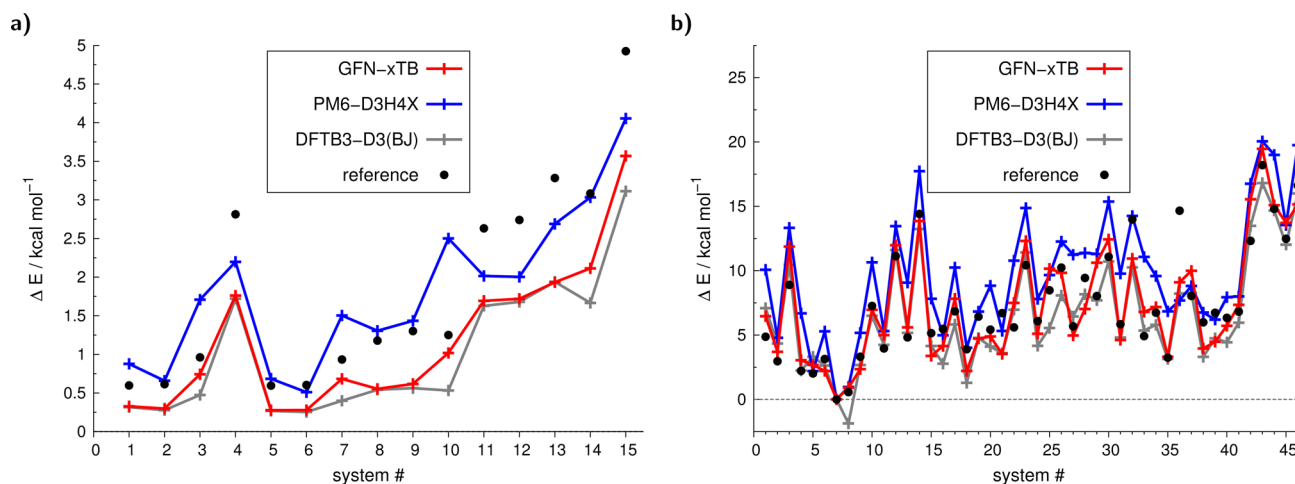 a)
5
4.5
4
3.5
3
2.5
2
1.5
1
0.5
0
Δ E / kcal mol⁻¹
GFN−xTB
PM6−D3H4X
DFTB3−D3(BJ)
reference
0 1 2 3 4 5 6 7 8 9 10 11 12 13 14 15
system #
b)
25
20
15
10
5
0
Δ E / kcal mol⁻¹
GFN−xTB
PM6−D3H4X
DFTB3−D3(BJ)
reference
0 5 10 15 20 25 30 35 40 45
system #